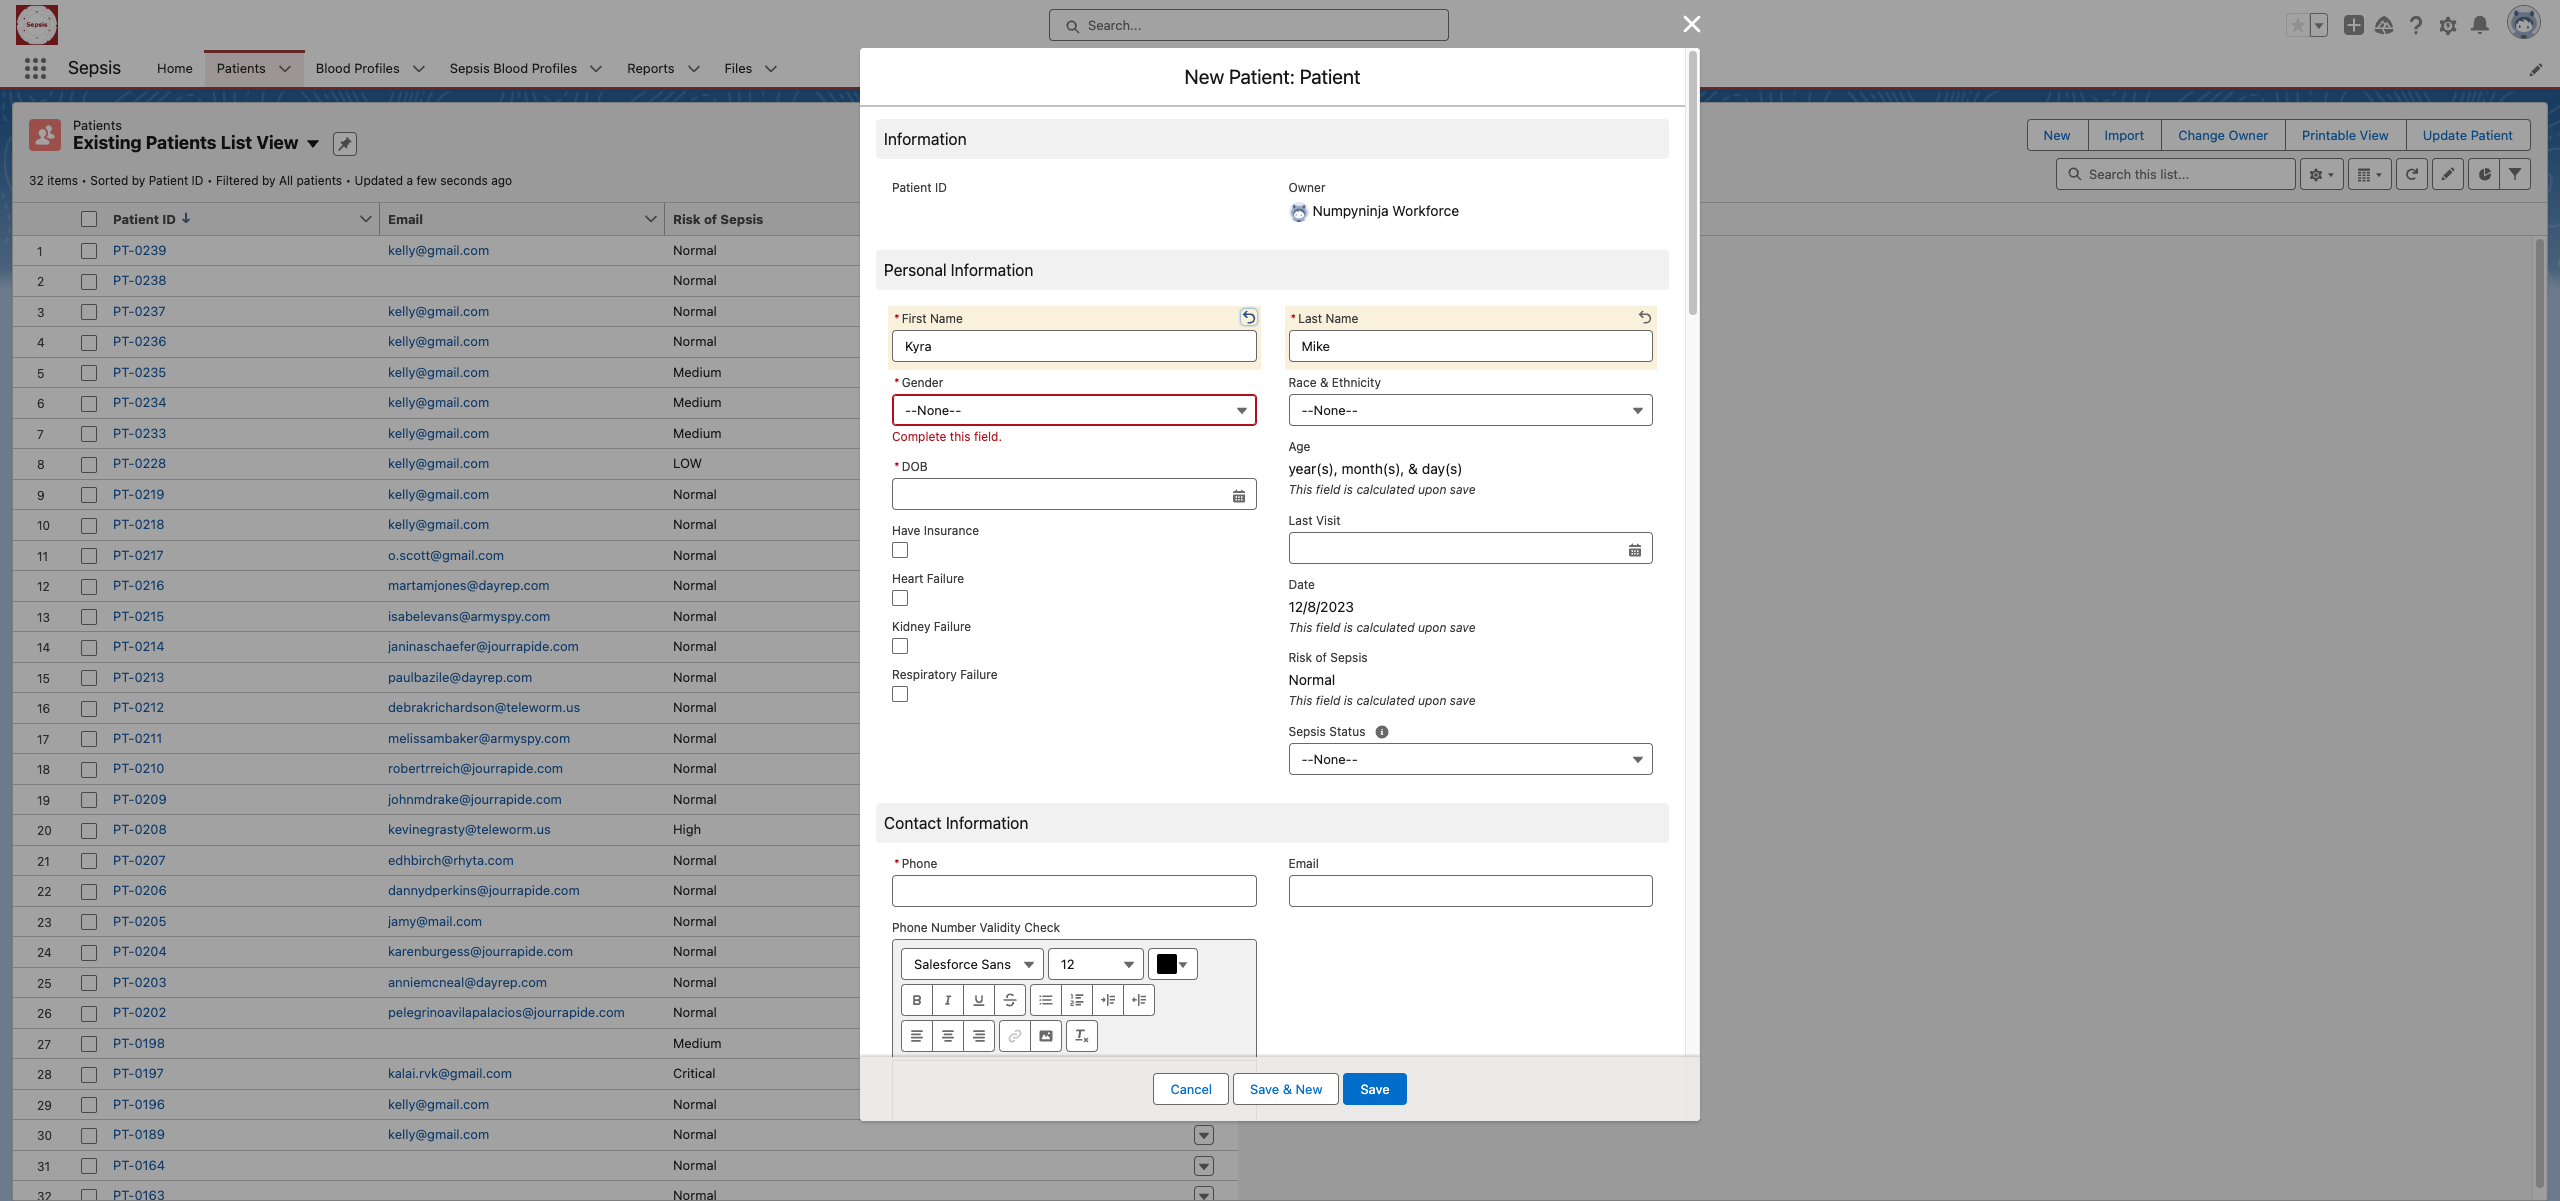 Sepsis
Search...
Sepsis
Home
Patients
Blood Profiles
Sepsis Blood Profiles
Reports
Files
Patients
Existing Patients List View
32 items • Sorted by Patient ID • Filtered by All patients • Updated a few seconds ago
New
Import
Change Owner
Printable View
Update Patient
Search this list...
Patient ID Email Risk of Sepsis
1 PT-0239 kelly@gmail.com Normal
2 PT-0238 Normal
3 PT-0237 kelly@gmail.com Normal
4 PT-0236 kelly@gmail.com Normal
5 PT-0235 kelly@gmail.com Medium
6 PT-0234 kelly@gmail.com Medium
7 PT-0233 kelly@gmail.com Medium
8 PT-0228 kelly@gmail.com LOW
9 PT-0219 kelly@gmail.com Normal
10 PT-0218 kelly@gmail.com Normal
11 PT-0217 o.scott@gmail.com Normal
12 PT-0216 martamjones@dayrep.com Normal
13 PT-0215 isabelevans@armyspy.com Normal
14 PT-0214 janinaschaefer@jourrapide.com Normal
15 PT-0213 paulbazile@dayrep.com Normal
16 PT-0212 debrakrichardson@teleworm.us Normal
17 PT-0211 melissambaker@armyspy.com Normal
18 PT-0210 robertrreich@jourrapide.com Normal
19 PT-0209 johnmdrake@jourrapide.com Normal
20 PT-0208 kevinegrasty@teleworm.us High
21 PT-0207 edhbirch@rhyta.com Normal
22 PT-0206 dannydperkins@jourrapide.com Normal
23 PT-0205 jamy@mail.com Normal
24 PT-0204 karenburgess@jourrapide.com Normal
25 PT-0203 anniemcneal@dayrep.com Normal
26 PT-0202 pelegrinoavilapalacios@jourrapide.com Normal
27 PT-0198 Medium
28 PT-0197 kalai.rvk@gmail.com Critical
29 PT-0196 kelly@gmail.com Normal
30 PT-0189 kelly@gmail.com Normal
31 PT-0164 Normal
32 PT-0163 Normal
New Patient: Patient
Information
Patient ID
Owner
Numpyninja Workforce
Personal Information
* First Name
Kyra
* Last Name
Mike
* Gender
--None--
Complete this field.
Race & Ethnicity
--None--
* DOB
Age
year(s), month(s), & day(s)
This field is calculated upon save
Have Insurance
Last Visit
Heart Failure
Date
12/8/2023
This field is calculated upon save
Kidney Failure
Risk of Sepsis
Normal
This field is calculated upon save
Respiratory Failure
Sepsis Status
--None--
Contact Information
* Phone
Email
Phone Number Validity Check
Salesforce Sans
12
B I U S
Cancel
Save & New
Save